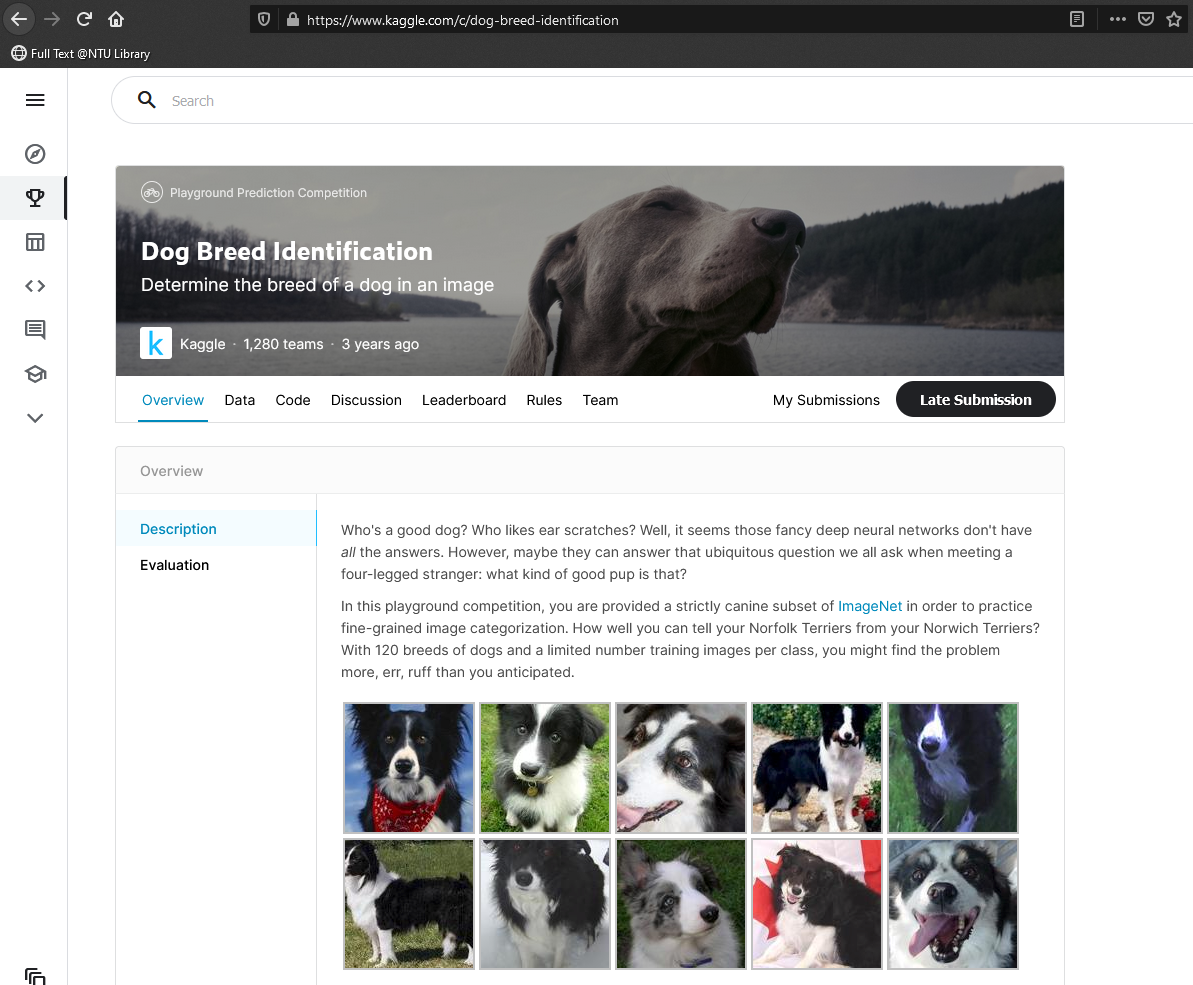 https://www.kaggle.com/c/dog-breed-identification
Full Text @NTU Library
Search
Playground Prediction Competition
Dog Breed Identification
Determine the breed of a dog in an image
k Kaggle · 1,280 teams · 3 years ago
Overview Data Code Discussion Leaderboard Rules Team My Submissions Late Submission
Overview
Description
Evaluation
Who's a good dog? Who likes ear scratches? Well, it seems those fancy deep neural networks don't have
all the answers. However, maybe they can answer that ubiquitous question we all ask when meeting a
four-legged stranger: what kind of good pup is that?
In this playground competition, you are provided a strictly canine subset of ImageNet in order to practice
fine-grained image categorization. How well you can tell your Norfolk Terriers from your Norwich Terriers?
With 120 breeds of dogs and a limited number training images per class, you might find the problem
more, err, ruff than you anticipated.